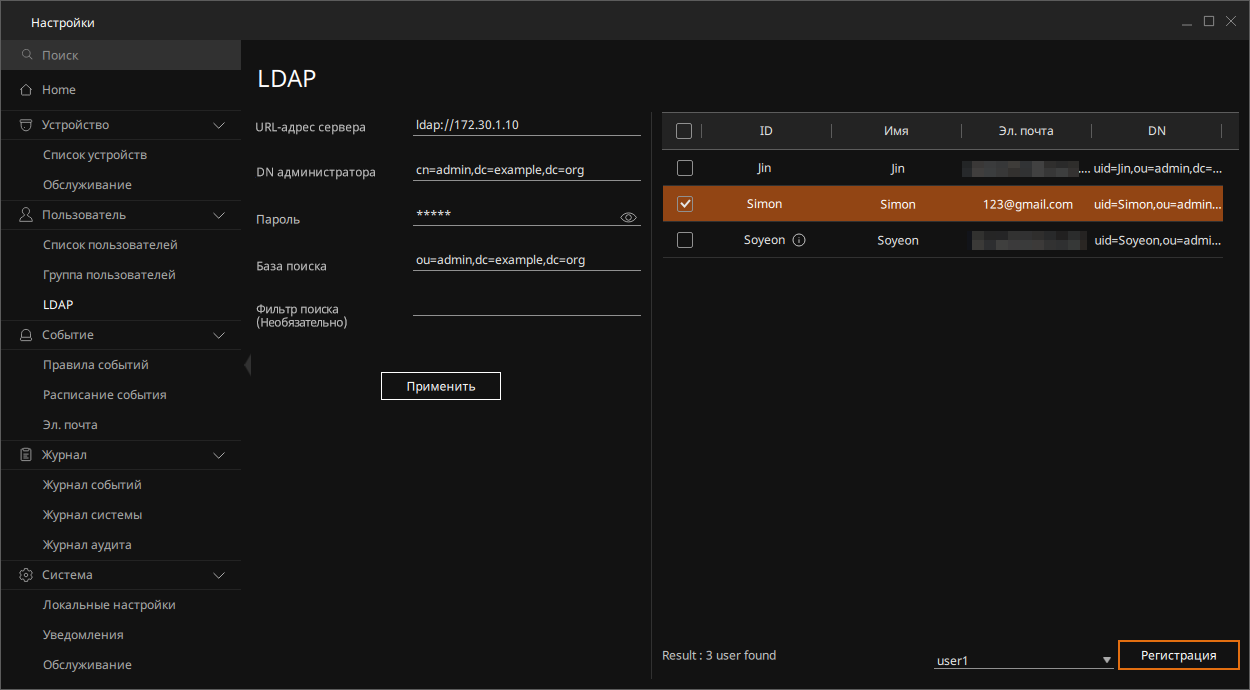 Настройки
Поиск
Home
Устройство
Список устройств
Обслуживание
Пользователь
Список пользователей
Группа пользователей
LDAP
Событие
Правила событий
Расписание события
Эл. почта
Журнал
Журнал событий
Журнал системы
Журнал аудита
Система
Локальные настройки
Уведомления
Обслуживание
LDAP
URL-адрес сервера ldap://172.30.1.10
DN администратора cn=admin,dc=example,dc=org
Пароль *****
База поиска ou=admin,dc=example,dc=org
Фильтр поиска
(Необязательно)
Применить
ID Имя Эл. почта DN
Jin Jin .... uid=Jin,ou=admin,dc=...
Simon Simon 123@gmail.com uid=Simon,ou=admin...
Soyeon Soyeon uid=Soyeon,ou=admi...
Result : 3 user found
user1
Регистрация